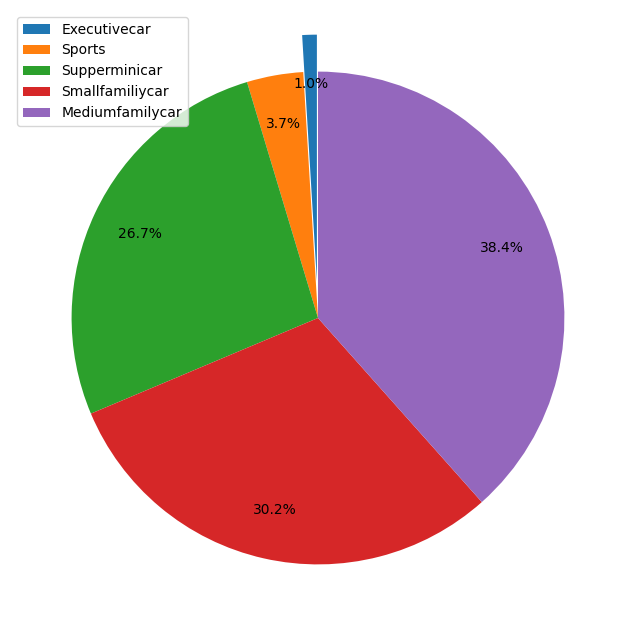 Executivecar
Sports
Supperminicar
Smallfamiliycar
Mediumfamilycar
1.0%
3.7%
26.7%
38.4%
30.2%